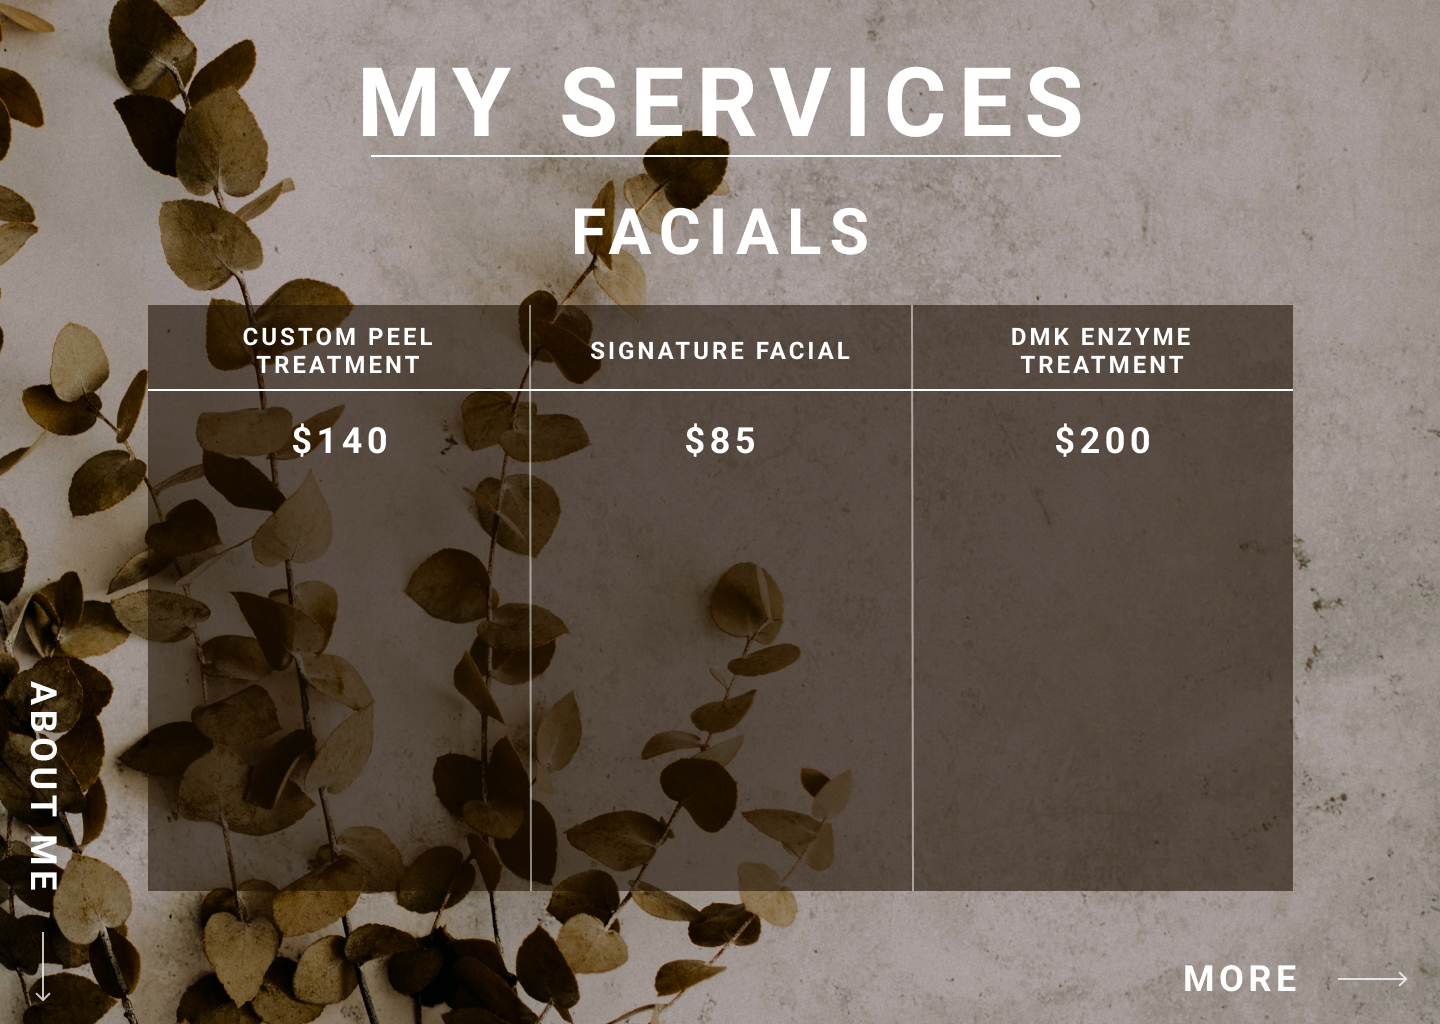 MY SERVICES
FACIALS
CUSTOM PEEL
TREATMENT
SIGNATURE FACIAL
DMK ENZYME
TREATMENT
$140
$85
$200
ABOUT ME
MORE